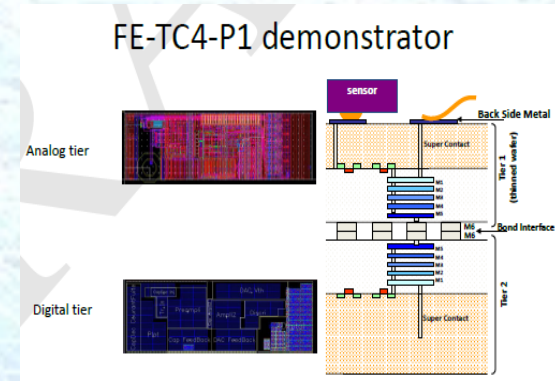 FE-TC4-P1 demonstrator
sensor
Back Side Metal
Analog tier
Super Contact
Tier 1
(thinned wafer)
M1
M2
M3
M4
M5
M6
M6
Bond Interface
M5
M4
M3
M2
M1
Digital tier
DAC_Vth
Preamp1
Ampli2
Cap FeedBack
DAC FeedBack
Tier 2
Super Contact